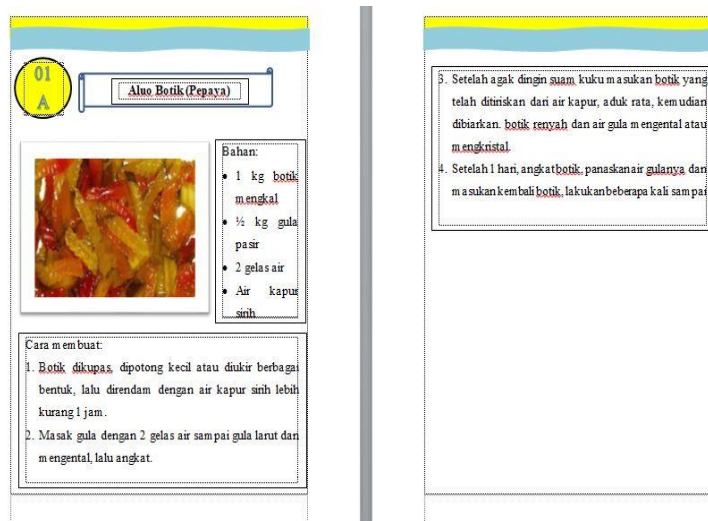 01
A
Aluo Botik (Pepaya)
Bahan:
• 1 kg botik
mengkal
• ½ kg gula
pasir
• 2 gelas air
• Air kapur
sirih
Cara membuat:
1. Botik dikupas, dipotong kecil atau diukir berbagai
bentuk, lalu direndam dengan air kapur sirih lebih
kurang 1 jam.
2. Masak gula dengan 2 gelas air sampai gula larut dan
mengental, lalu angkat.
3. Setelah agak dingin suam kuku masukan botik yang
telah ditiriskan dari air kapur, aduk rata, kemudian
dibiarkan. botik renyah dan air gula mengental atau
mengkristal.
4. Setelah 1 hari, angkat botik, panaskan air gulanya dan
masukan kembali botik, lakukan beberapa kali sampai